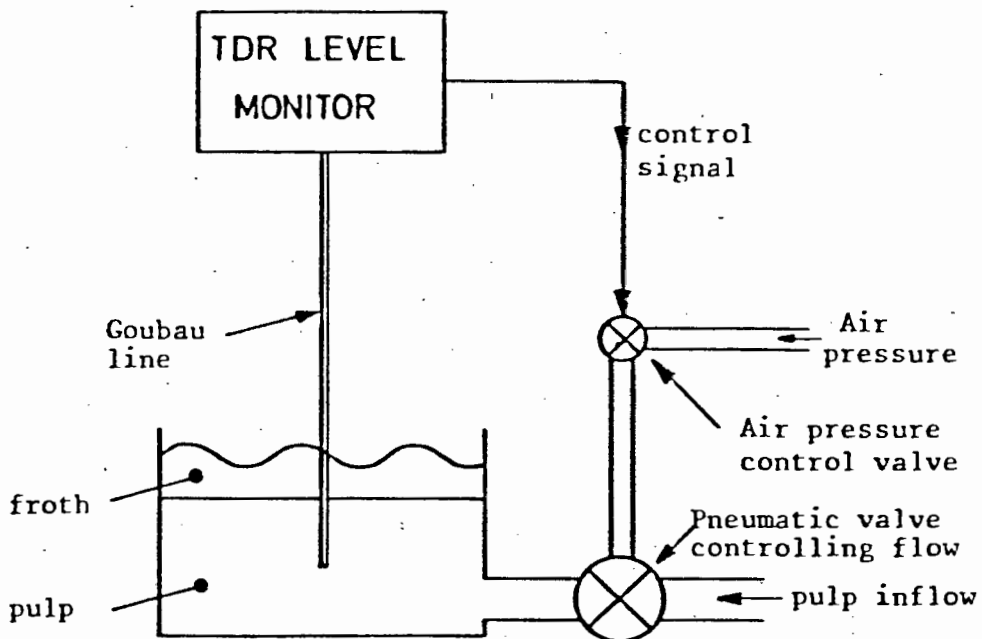 TDR LEVEL
MONITOR
control
signal
Goubau
line
Air
pressure
Air pressure
control valve
froth
Pneumatic valve
controlling flow
pulp
pulp inflow